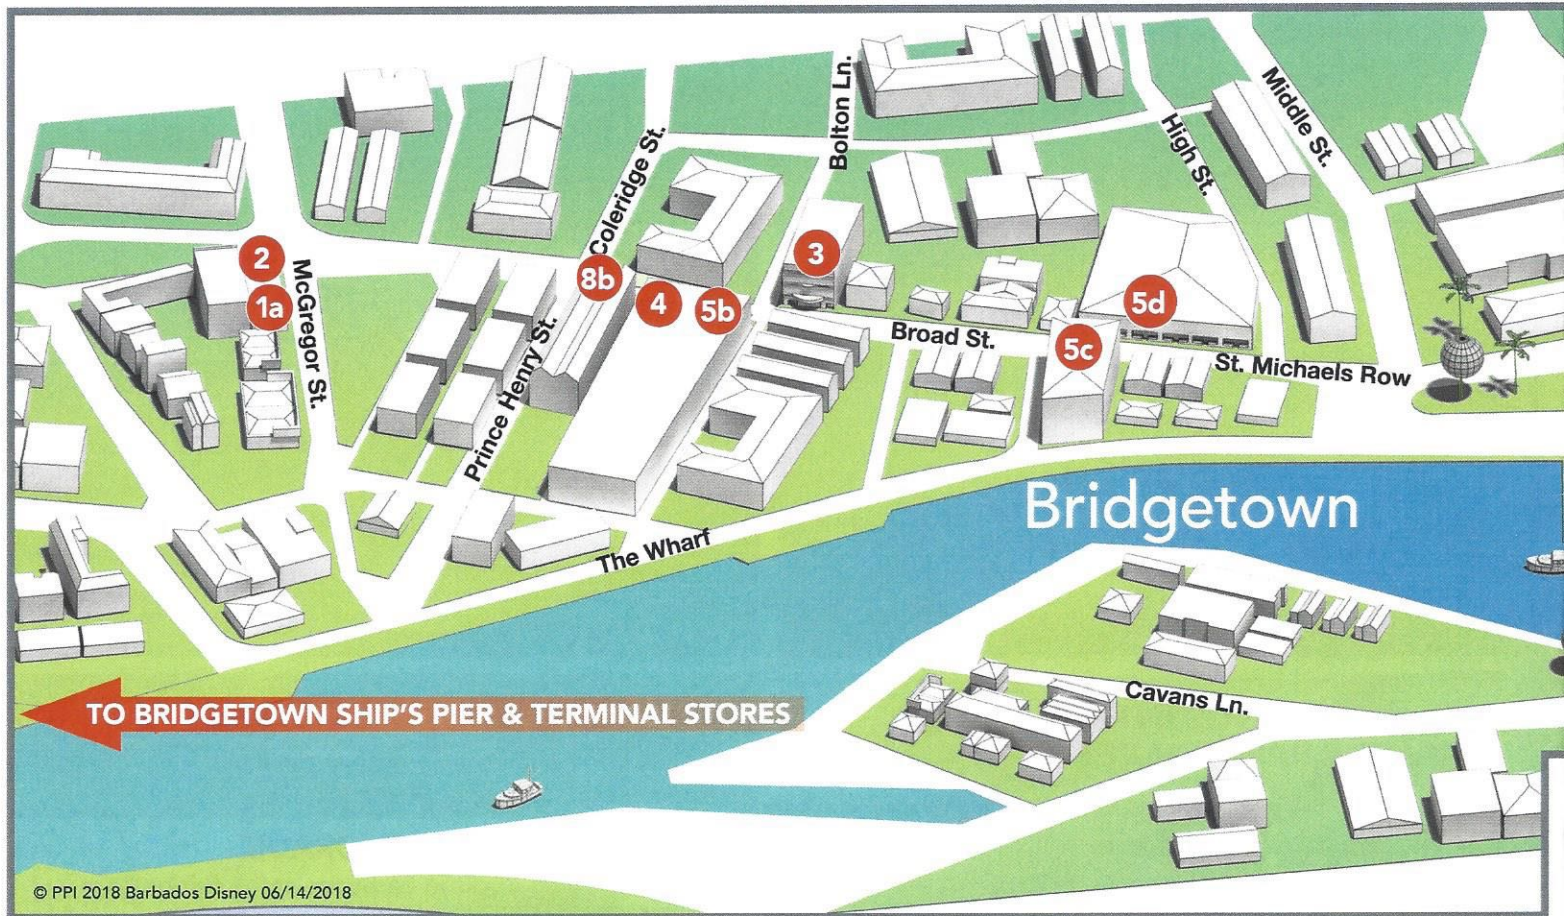 Bolton Ln.
Middle St.
High St.
Coleridge St.
2
McGregor St.
1a
8b
4
5b
3
5d
Broad St.
5c
St. Michaels Row
Prince Henry St.
Bridgetown
The Wharf
Cavans Ln.
TO BRIDGETOWN SHIP'S PIER & TERMINAL STORES
© PPI 2018 Barbados Disney 06/14/2018